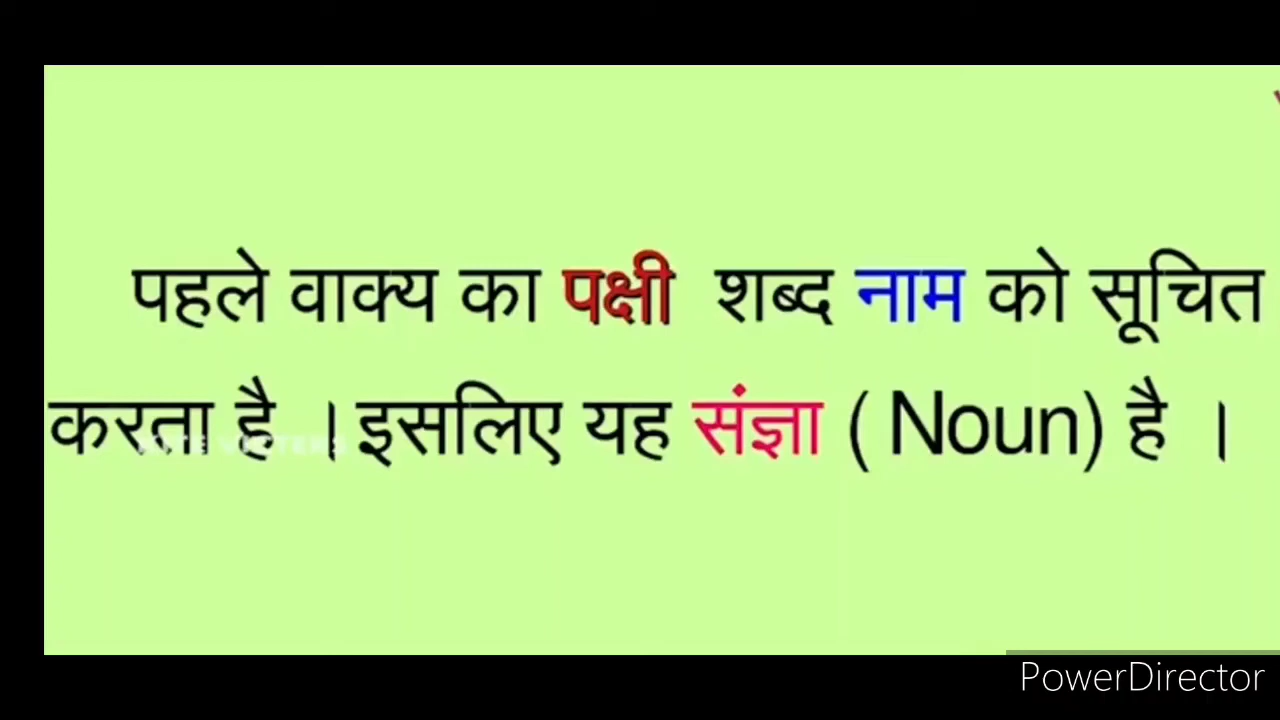 पहले वाक्य का पक्षी शब्द नाम को सूचित
करता है ।इसलिए यह संज्ञा ( Noun) है ।
PowerDirector